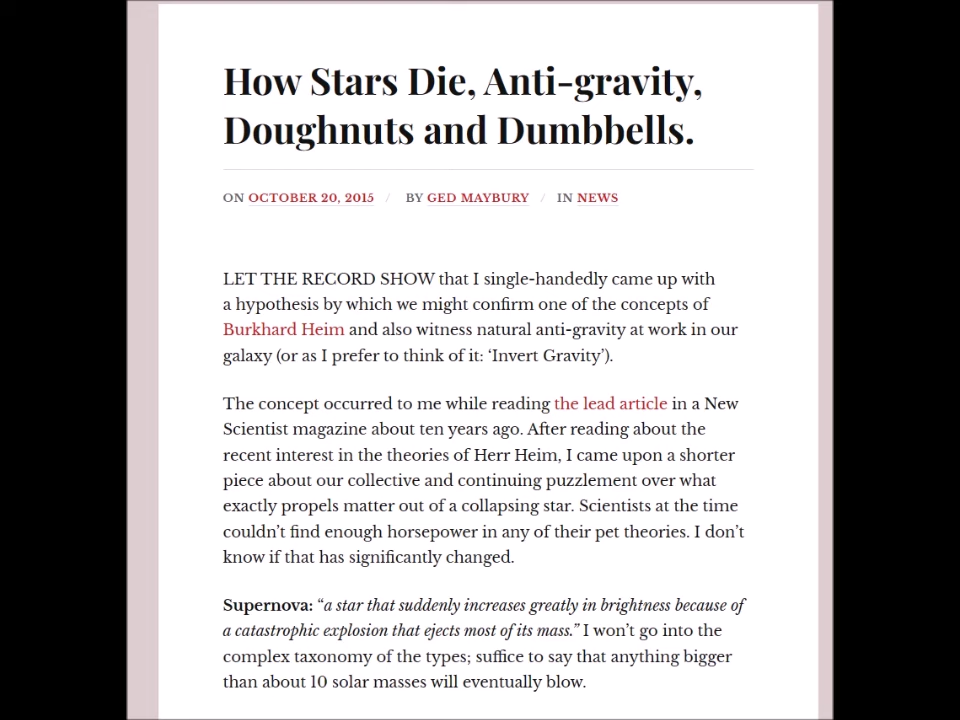 How Stars Die, Anti-gravity,
Doughnuts and Dumbbells.
ON OCTOBER 20, 2015 / BY GED MAYBURY / IN NEWS
LET THE RECORD SHOW that I single-handedly came up with
a hypothesis by which we might confirm one of the concepts of
Burkhard Heim and also witness natural anti-gravity at work in our
galaxy (or as I prefer to think of it: ‘Invert Gravity’).
The concept occurred to me while reading the lead article in a New
Scientist magazine about ten years ago. After reading about the
recent interest in the theories of Herr Heim, I came upon a shorter
piece about our collective and continuing puzzlement over what
exactly propels matter out of a collapsing star. Scientists at the time
couldn’t find enough horsepower in any of their pet theories. I don’t
know if that has significantly changed.
Supernova: “a star that suddenly increases greatly in brightness because of
a catastrophic explosion that ejects most of its mass.” I won’t go into the
complex taxonomy of the types; suffice to say that anything bigger
than about 10 solar masses will eventually blow.